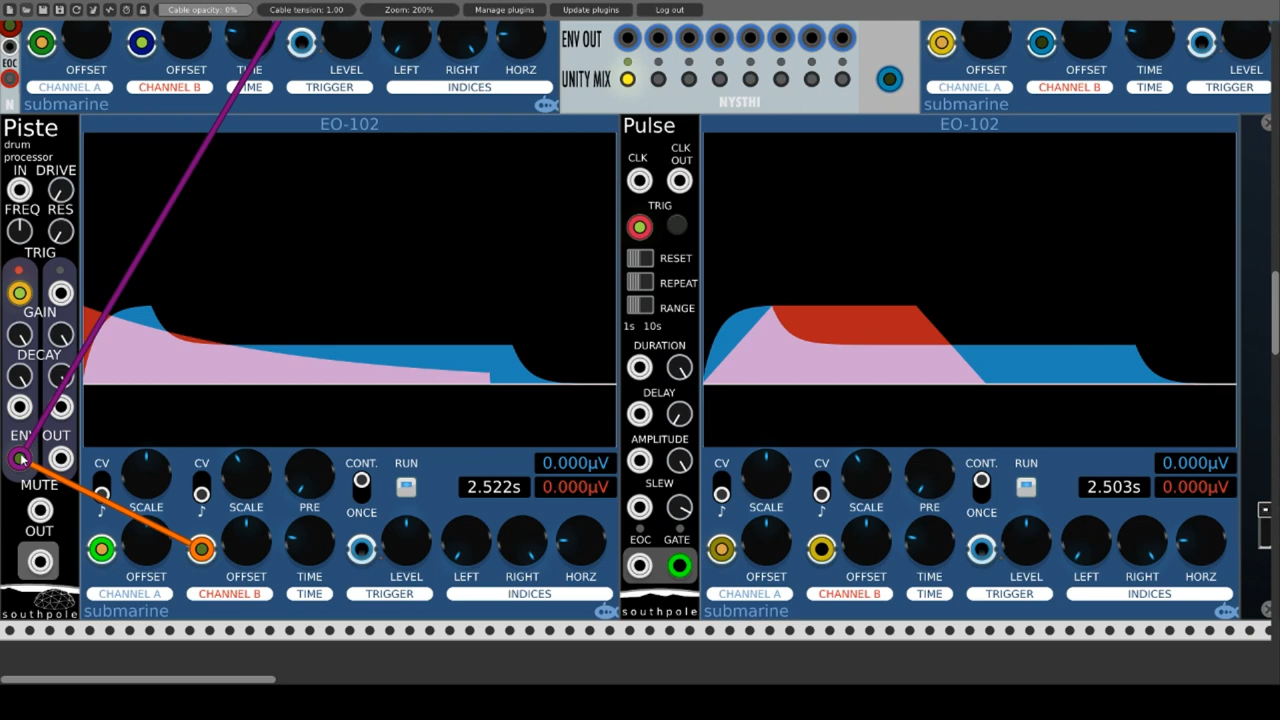 Cable opacity: 0% Cable tension: 1.00 Zoom: 200% Manage plugins Update plugins Log out
EOC
N
OFFSET OFFSET TIME LEVEL LEFT RIGHT HORZ
CHANNEL A CHANNEL B TIME TRIGGER INDICES
submarine
ENV OUT
UNITY MIX
NYSTHI
OFFSET OFFSET TIME LEVEL
CHANNEL A CHANNEL B TIME TRIGGER
submarine
Piste
drum
processor
IN DRIVE
FREQ RES
TRIG
GAIN
DECAY
ENV OUT
MUTE
OUT
southpole
EO-102
CV CV CONT. RUN 0.000µV
SCALE SCALE PRE ONCE 2.522s 0.000µV
OFFSET OFFSET TIME LEVEL LEFT RIGHT HORZ
CHANNEL A CHANNEL B TIME TRIGGER INDICES
submarine
Pulse
CLK CLK OUT
TRIG
RESET
REPEAT
RANGE
1s 10s
DURATION
DELAY
AMPLITUDE
SLEW
EOC GATE
southpole
EO-102
CV CV CONT. RUN 0.000µV
SCALE SCALE PRE ONCE 2.503s 0.000µV
OFFSET OFFSET TIME LEVEL LEFT RIGHT HORZ
CHANNEL A CHANNEL B TIME TRIGGER INDICES
submarine